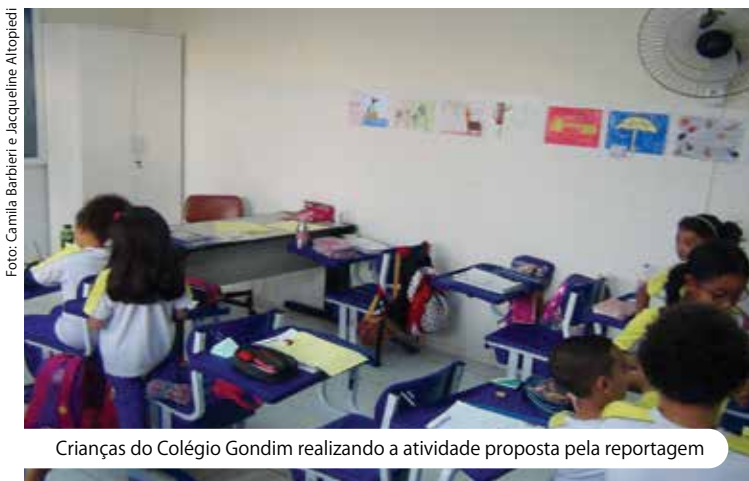 Foto: Camila Barbieri e Jacqueline Altopiedi
Crianças do Colégio Gondim realizando a atividade proposta pela reportagem